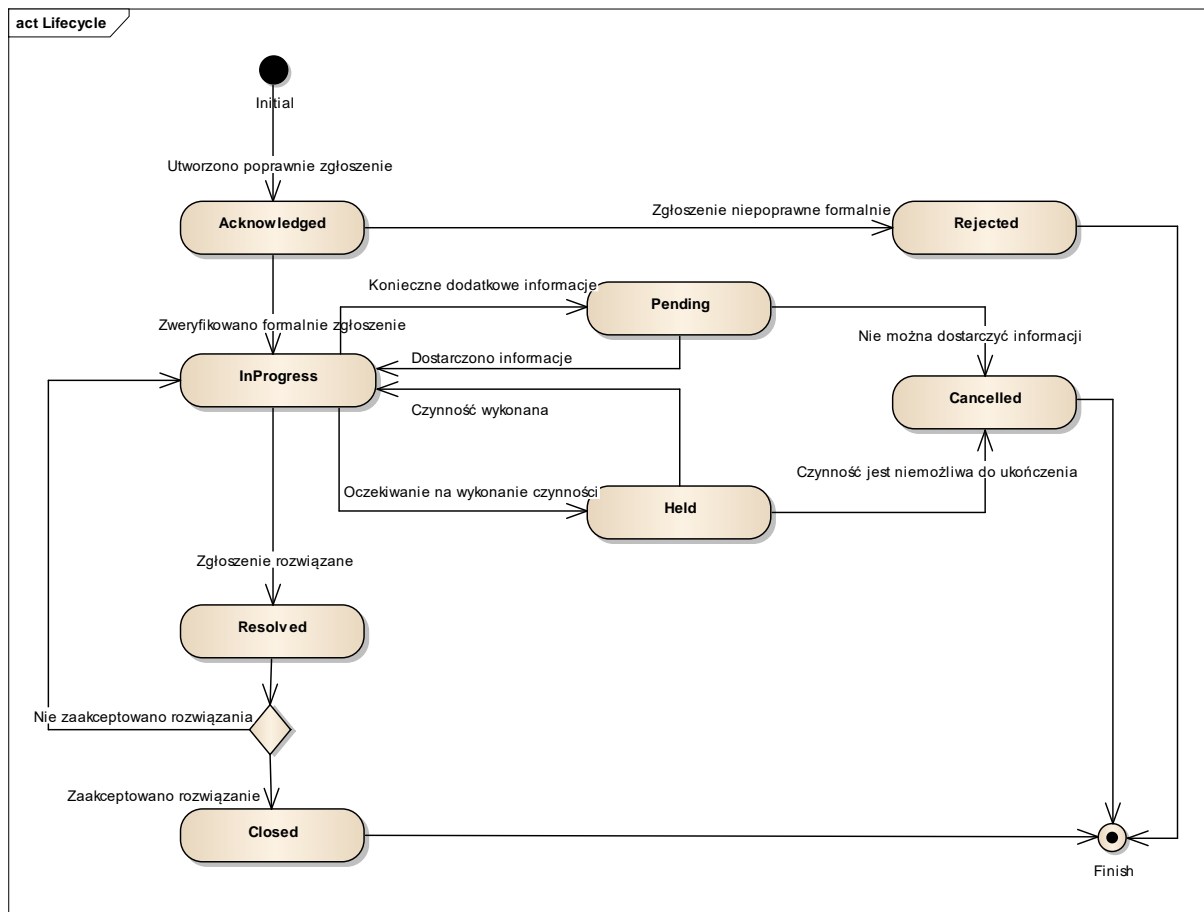 act Lifecycle
Initial
Utworzono poprawnie zgłoszenie
Acknowledged
Zgłoszenie niepoprawne formalnie
Rejected
Konieczne dodatkowe informacje
Pending
Zweryfikowano formalnie zgłoszenie
Nie można dostarczyć informacji
Dostarczono informacje
InProgress
Cancelled
Czynność wykonana
Czynność jest niemożliwa do ukończenia
Oczekiwanie na wykonanie czynności
Held
Zgłoszenie rozwiązane
Resolved
Nie zaakceptowano rozwiązania
Zaakceptowano rozwiązanie
Closed
Finish